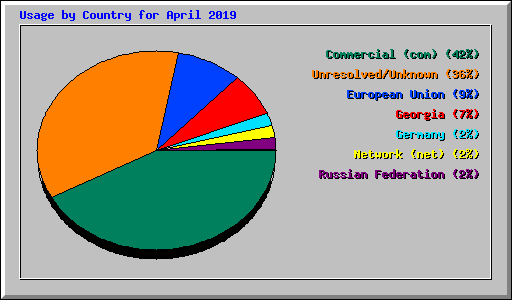 Usage by Country for April 2019
Commercial (com) (42%)
Unresolved/Unknown (36%)
European Union (9%)
Georgia (7%)
Germany (2%)
Network (net) (2%)
Russian Federation (2%)